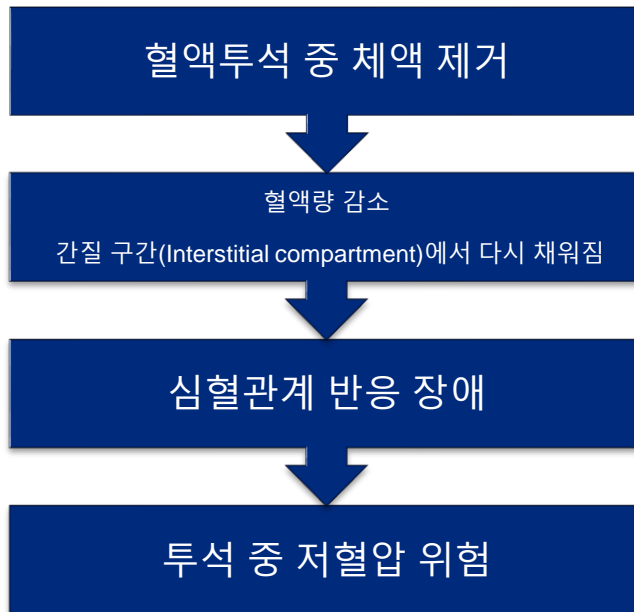 혈액투석 중 체액 제거
혈액량 감소
간질 구간(Interstitial compartment)에서 다시 채워짐
심혈관계 반응 장애
투석 중 저혈압 위험